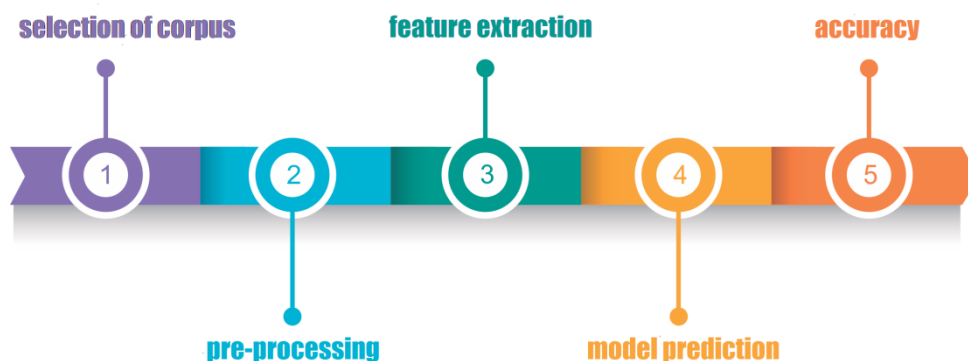 selection of corpus
feature extraction
accuracy
1
2
3
4
5
pre-processing
model prediction